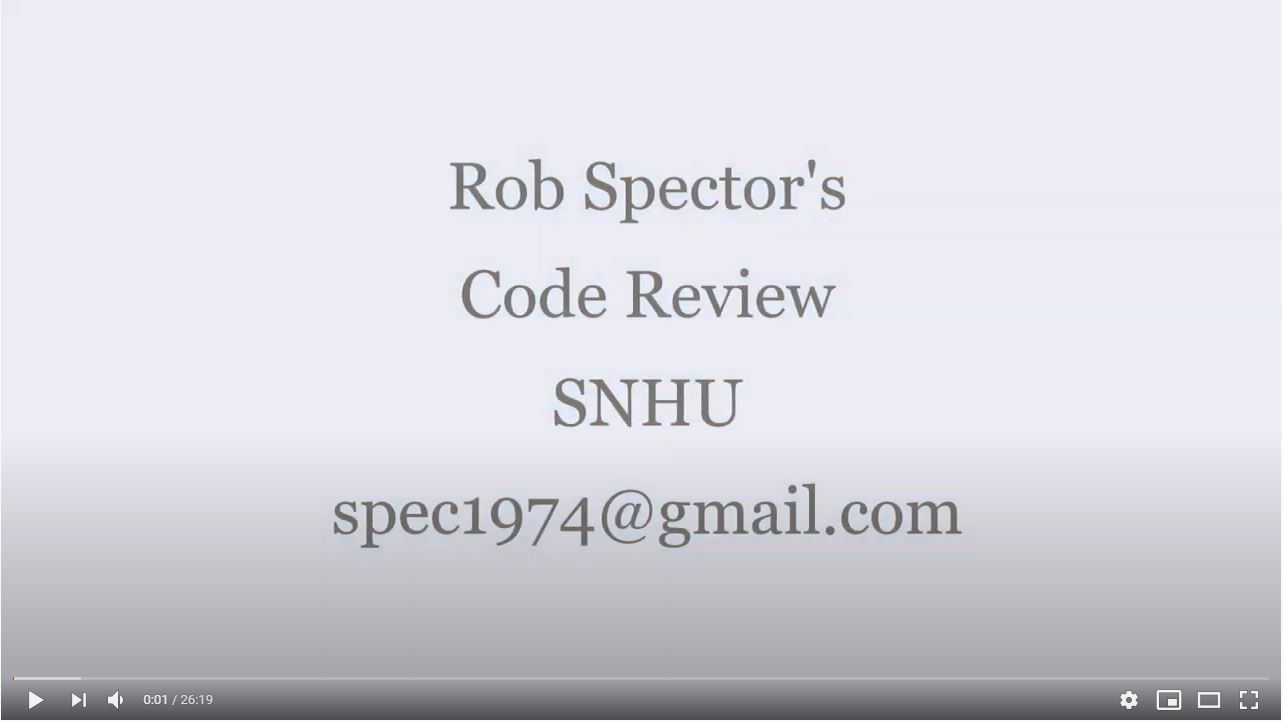 Rob Spector's
Code Review
SNHU
spec1974@gmail.com
0:01 / 26:19